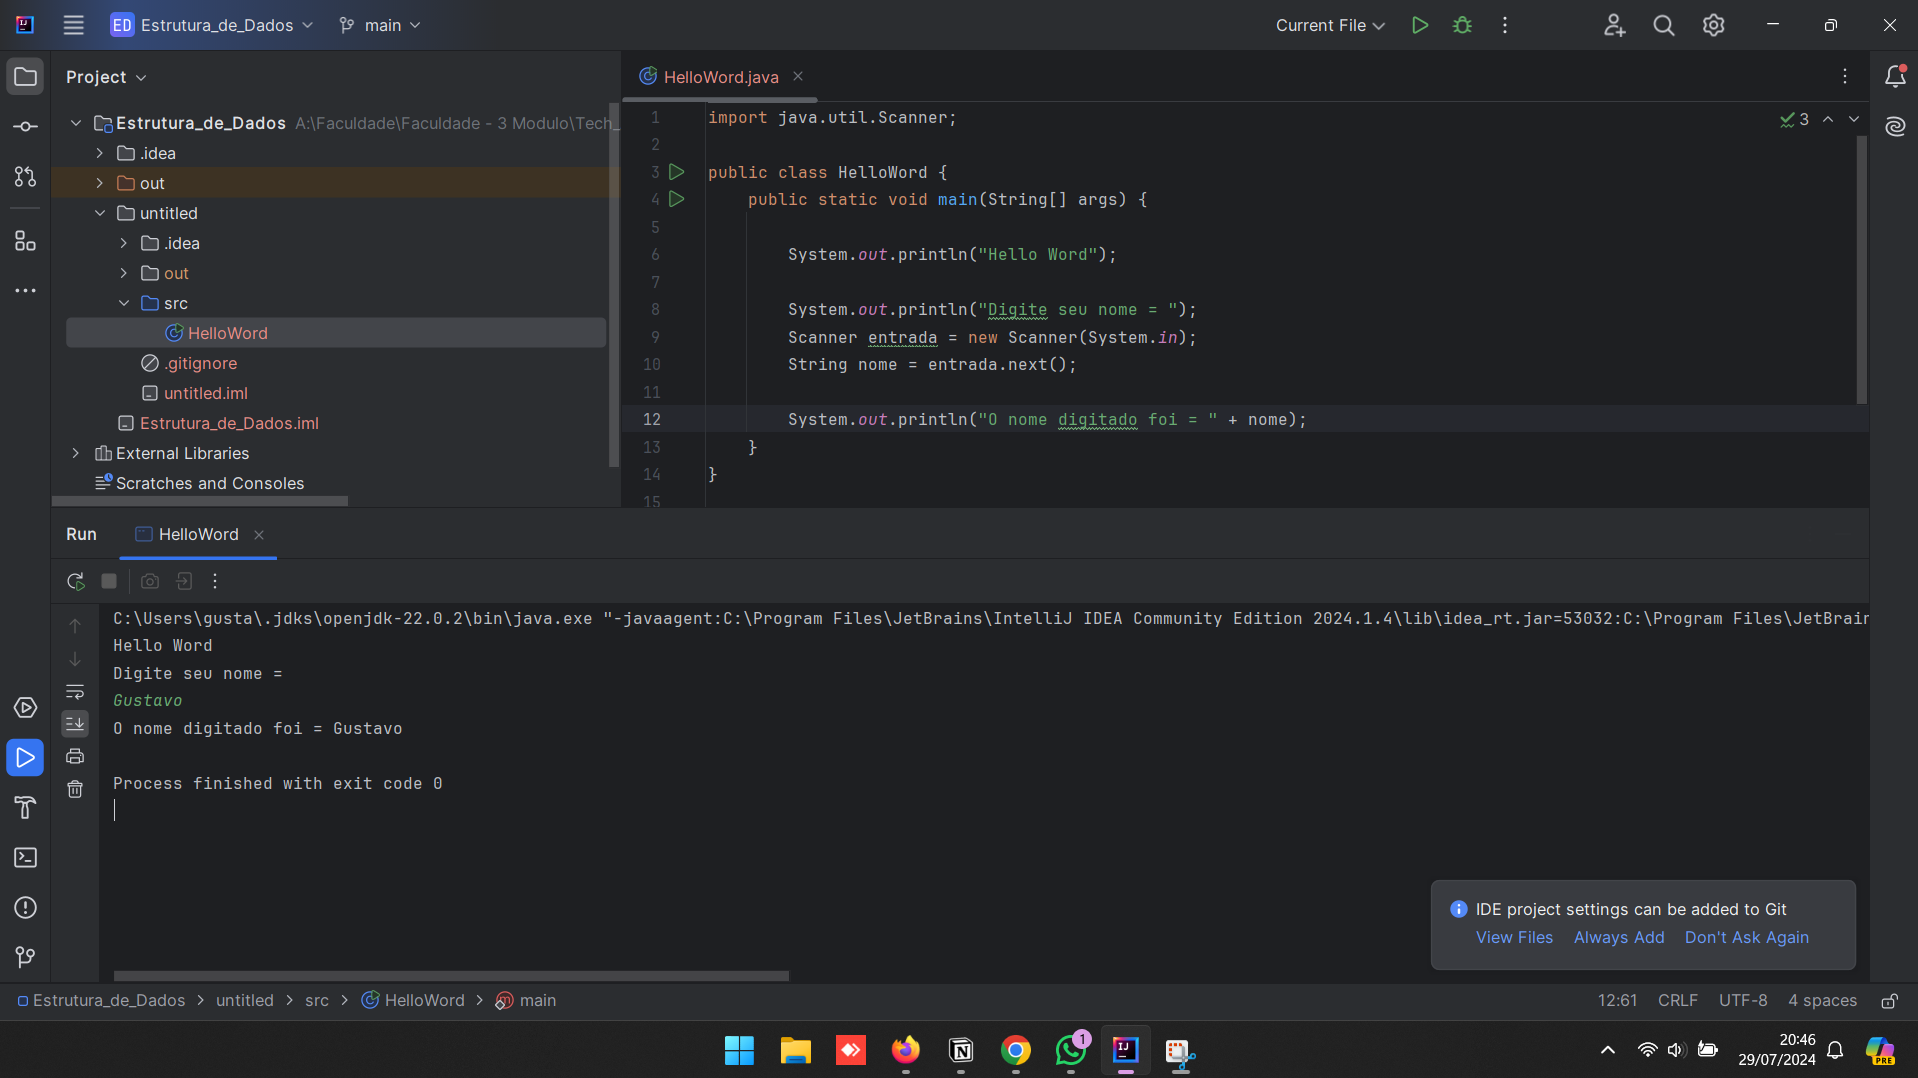 ED Estrutura_de_Dados main Current File
Project
HelloWord.java
Estrutura_de_Dados A:\Faculdade\Faculdade - 3 Modulo\Tech_
.idea
out
untitled
.idea
out
src
HelloWord
.gitignore
untitled.iml
Estrutura_de_Dados.iml
External Libraries
Scratches and Consoles
3
1 import java.util.Scanner;
2
3 public class HelloWord {
4 public static void main(String[] args) {
5
6 System.out.println("Hello Word");
7
8 System.out.println("Digite seu nome = ");
9 Scanner entrada = new Scanner(System.in);
10 String nome = entrada.next();
11
12 System.out.println("O nome digitado foi = " + nome);
13 }
14 }
15
Run HelloWord
C:\Users\gusta\.jdks\openjdk-22.0.2\bin\java.exe "-javaagent:C:\Program Files\JetBrains\IntelliJ IDEA Community Edition 2024.1.4\lib\idea_rt.jar=53032:C:\Program Files\JetBrain
Hello Word
Digite seu nome =
Gustavo
O nome digitado foi = Gustavo
Process finished with exit code 0
IDE project settings can be added to Git
View Files Always Add Don't Ask Again
Estrutura_de_Dados > untitled > src > HelloWord > main
12:61 CRLF UTF-8 4 spaces
1
20:46
29/07/2024
PRE